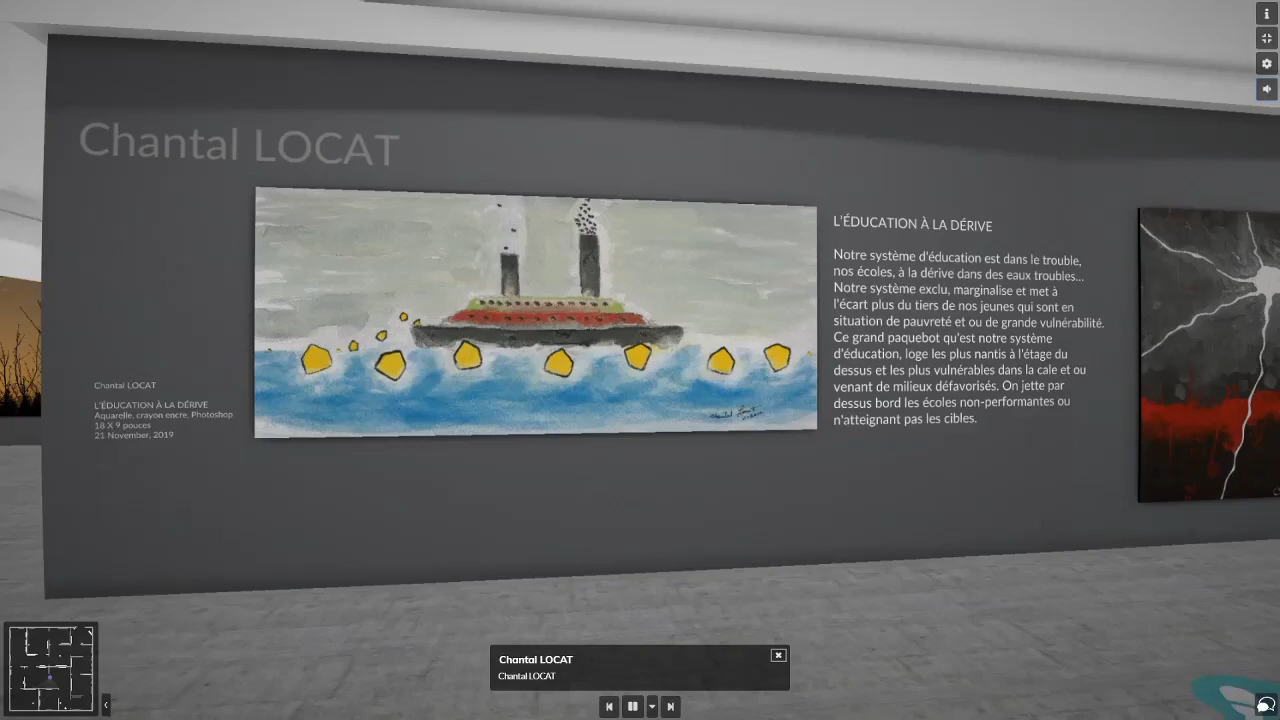 Chantal LOCAT
Chantal LOCAT
L'ÉDUCATION À LA DÉRIVE
Aquarelle, crayon encre, Photoshop
18 X 9 pouces
21 November, 2019
L'ÉDUCATION À LA DÉRIVE
Notre système d'éducation est dans le trouble,
nos écoles, à la dérive dans des eaux troubles...
Notre système exclu, marginalise et met à
l'écart plus du tiers de nos jeunes qui sont en
situation de pauvreté et ou de grande vulnérabilité.
Ce grand paquebot qu'est notre système
d'éducation, loge les plus nantis à l'étage du
dessus et les plus vulnérables dans la cale et ou
venant de milieux défavorisés. On jette par
dessus bord les écoles non-performantes ou
n'atteignant pas les cibles.
Chantal LOCAT
Chantal LOCAT